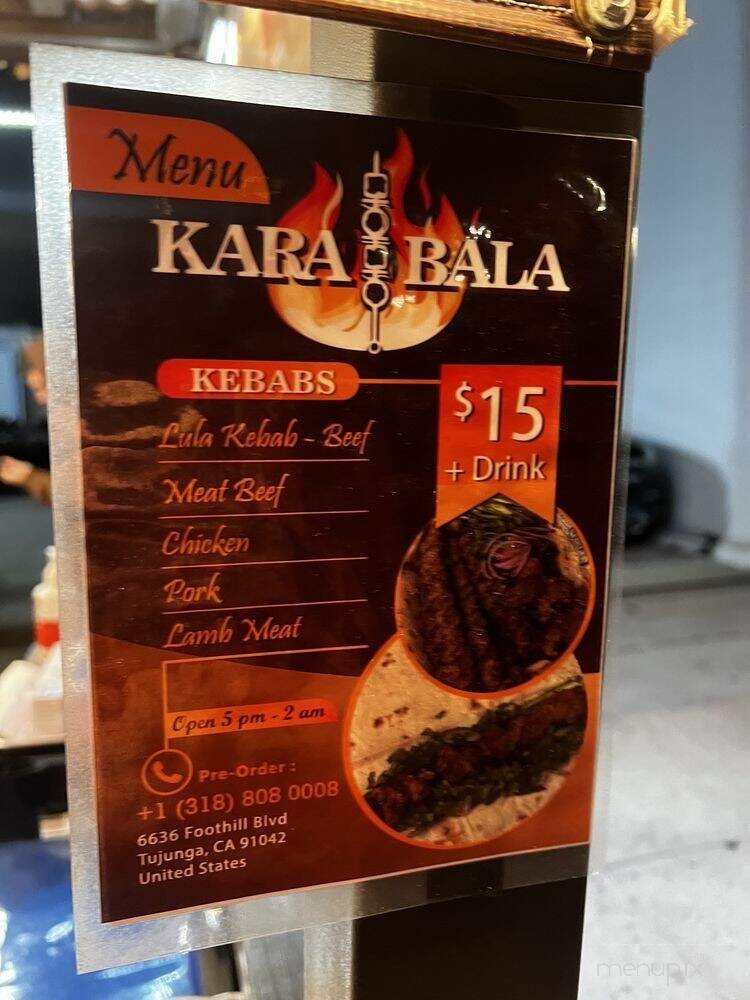 Menu
KARA BALA
KEBABS
Lula Kebab - Beef
Meat Beef
Chicken
Pork
Lamb Meat
$15
+ Drink
Open 5 pm - 2 am
Pre-Order :
+1 (318) 808 0008
6636 Foothill Blvd
Tujunga, CA 91042
United States
menupix